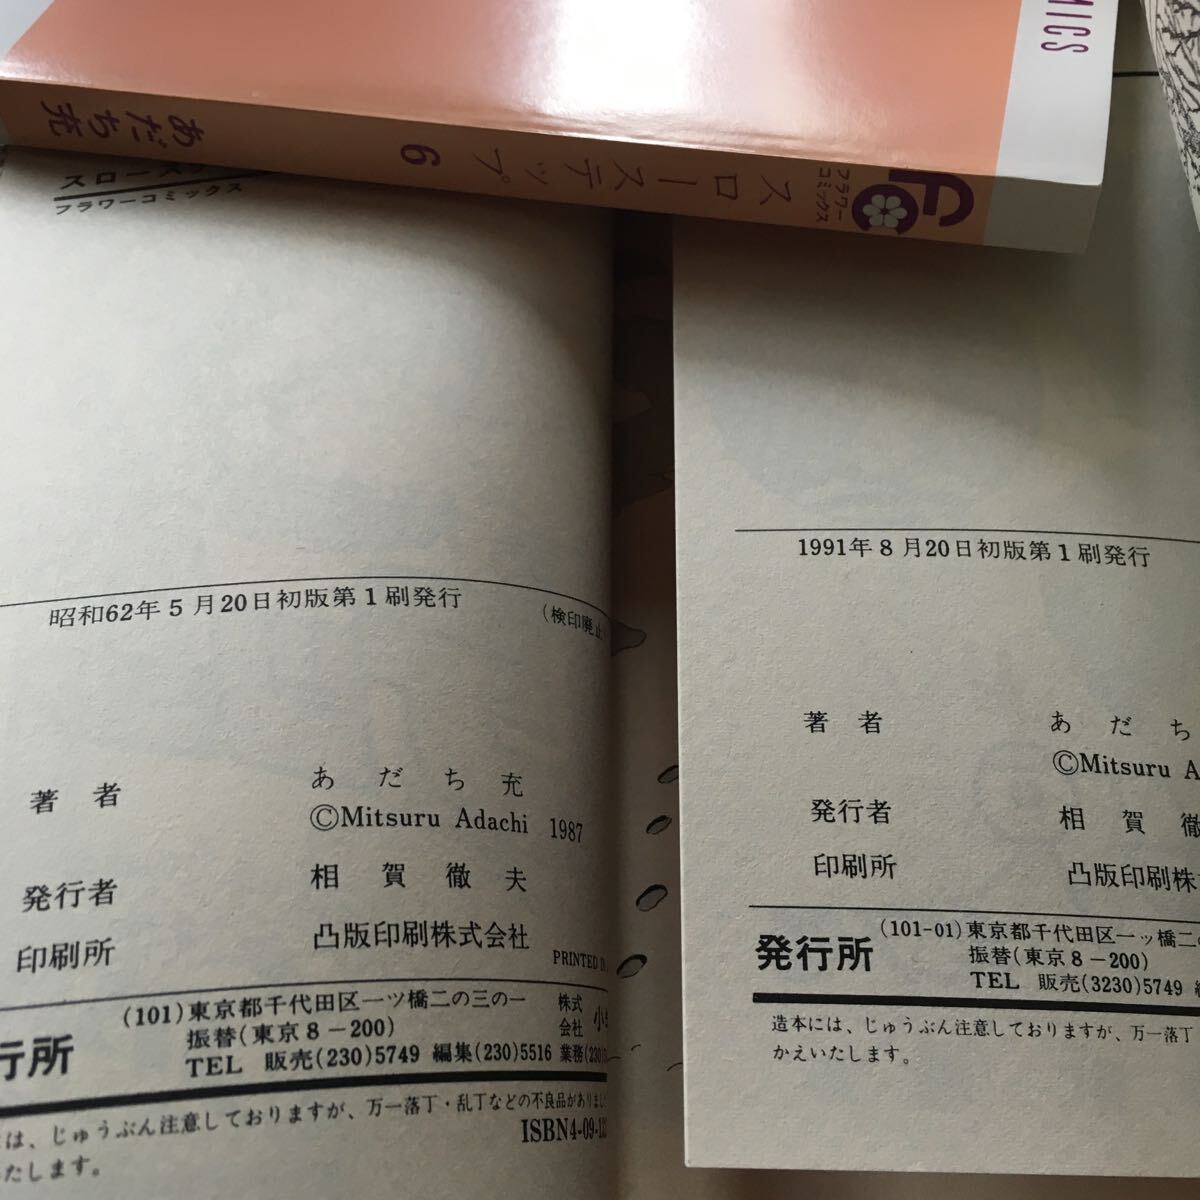 MICS
フラワー
コミックス
スローステップ
6
あだち充
スロース
フラワーコミックス
昭和62年5月20日初版第1刷発行
(検印廃止
著者
あだち充
©Mitsuru Adachi 1987
発行者
相賀徹夫
印刷所
凸版印刷株式会社
PRINTED IN
行所
(101)東京都千代田区一ツ橋二の三の一
振替(東京8-200)
TEL 販売(230)5749 編集(230)5516 業務(230)
株式
会社
小
は、じゅうぶん注意しておりますが、万一落丁・乱丁などの不良品がありまし
たします。
ISBN4-09-13
1991年8月20日初版第1刷発行
著者
あだち
©Mitsuru A
発行者
相賀徹
印刷所
凸版印刷株
発行所
(101-01)東京都千代田区一ッ橋二の
振替(東京8-200)
TEL 販売(3230)5749
造本には、じゅうぶん注意しておりますが、万一落丁
かえいたします。